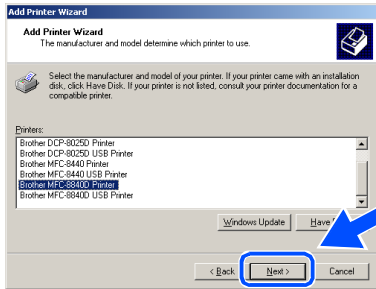 Add Printer Wizard
Add Printer Wizard
The manufacturer and model determine which printer to use.
Select the manufacturer and model of your printer. If your printer came with an installation
disk, click Have Disk. If your printer is not listed, consult your printer documentation for a
compatible printer.
Printers:
Brother DCP-8025D Printer
Brother DCP-8025D USB Printer
Brother MFC-8440 Printer
Brother MFC-8440 USB Printer
Brother MFC-8840D Printer
Brother MFC-8840D USB Printer
Windows Update Have
< Back Next > Cancel